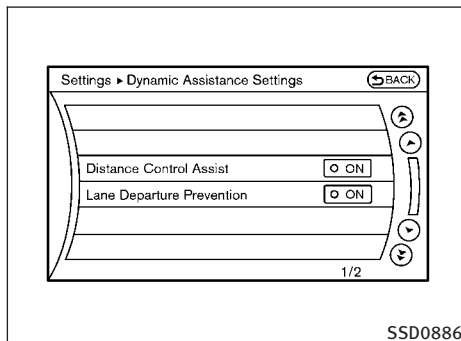 Settings ▸ Dynamic Assistance Settings BACK
Distance Control Assist ON
Lane Departure Prevention ON
1/2
SSD0886